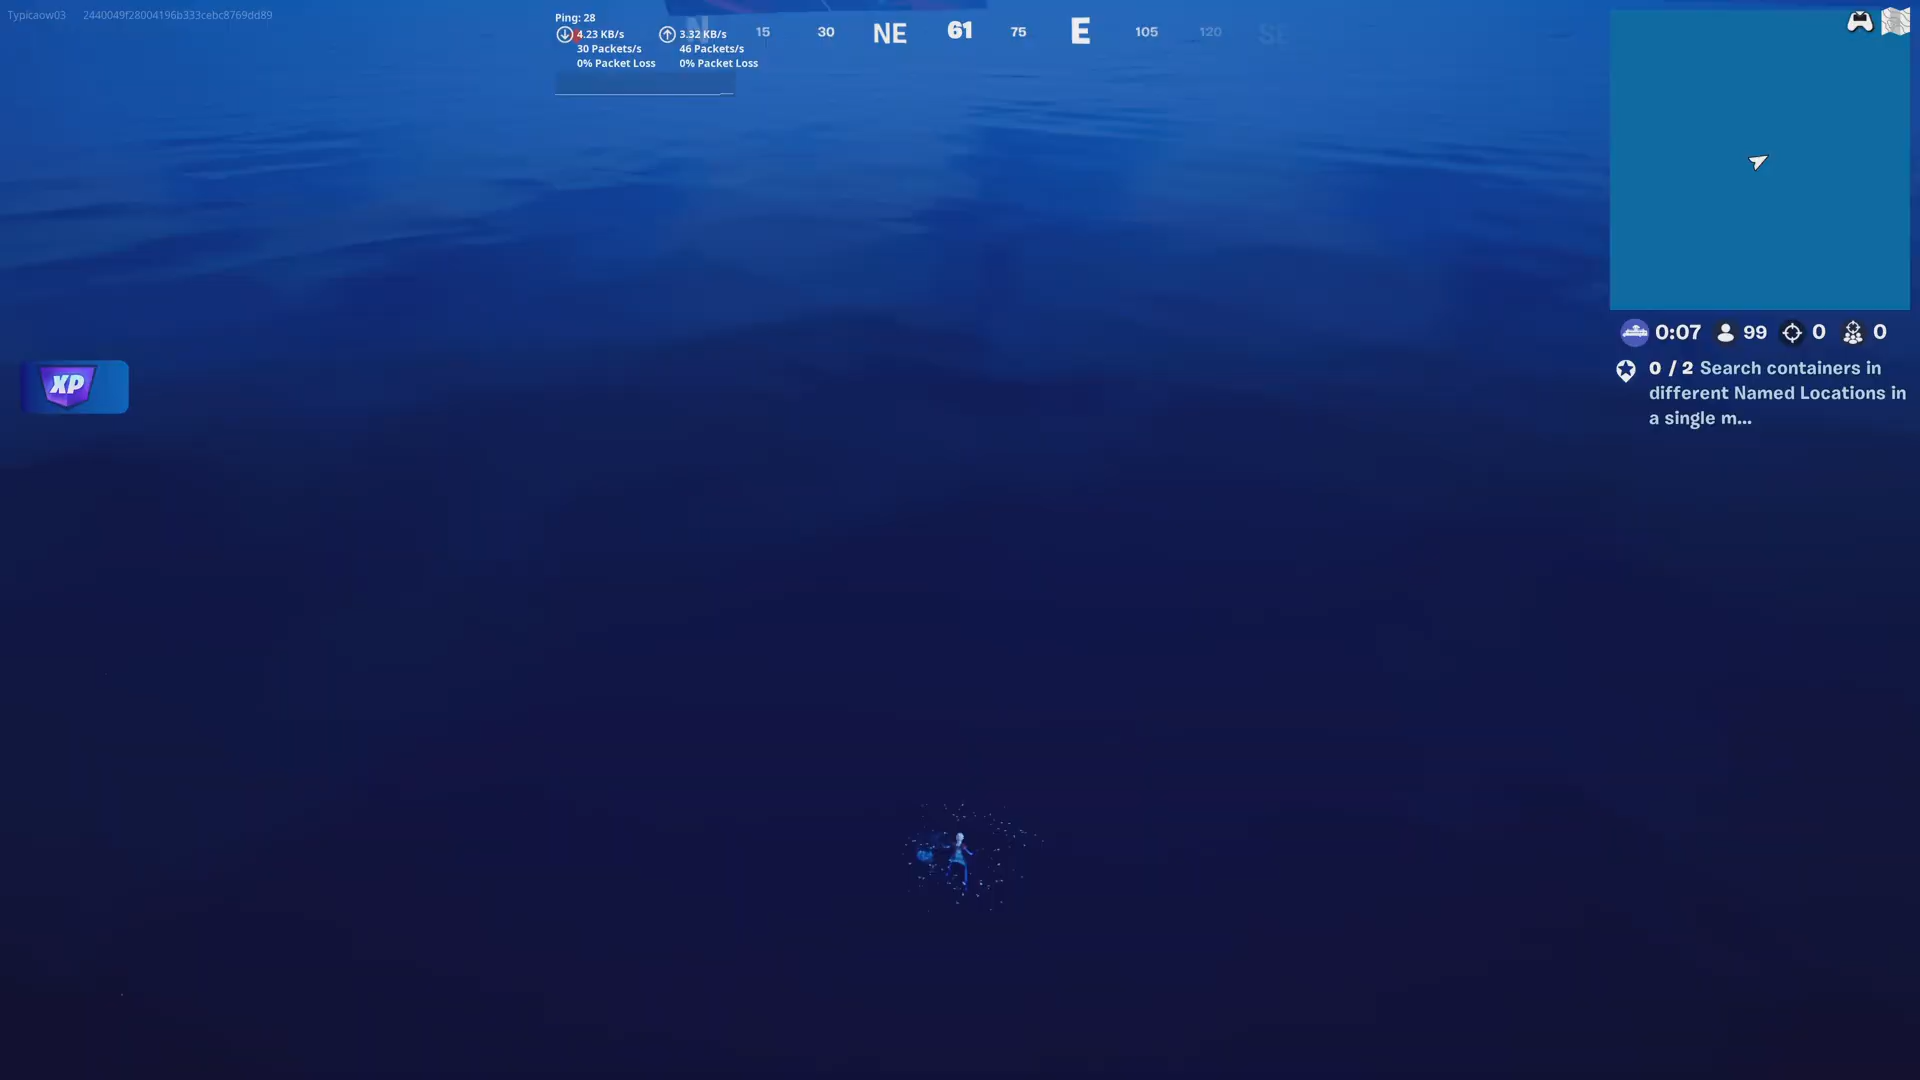 Typicaow03 2440049f28004196b333cebc8769dd89
Ping: 28
4.23 KB/s 3.32 KB/s
30 Packets/s 46 Packets/s
0% Packet Loss 0% Packet Loss
N 15 30 NE 61 75 E 105 120 SE
0:07 99 0 0
0 / 2 Search containers in
different Named Locations in
a single m...
XP